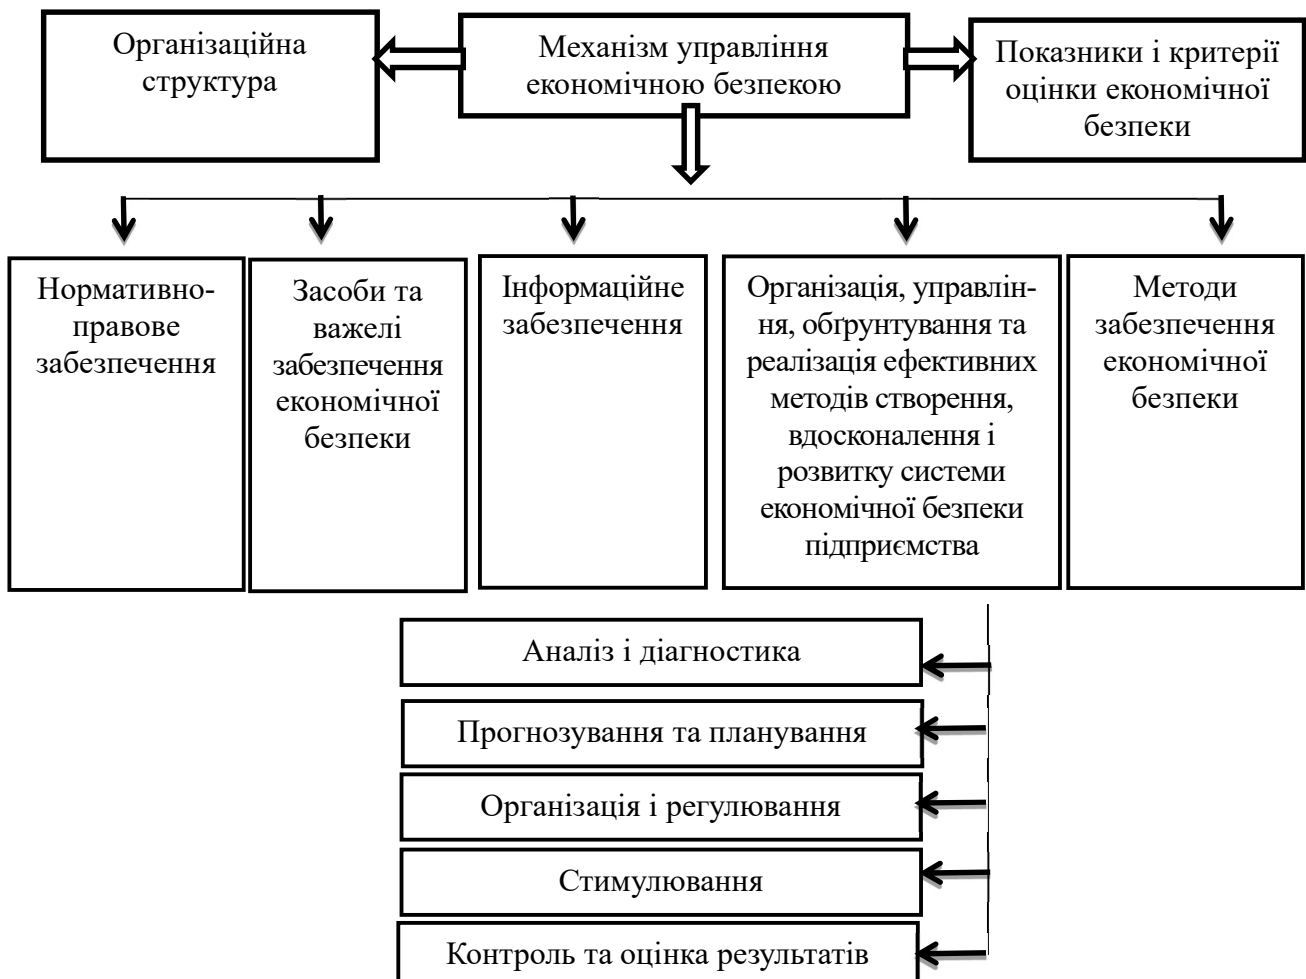 Організаційна
структура
Механізм управління
економічною безпекою
Показники і критерії
оцінки економічної
безпеки
Нормативно-
правове
забезпечення
Засоби та
важелі
забезпечення
економічної
безпеки
Інформаційне
забезпечення
Організація, управлін-
ня, обґрунтування та
реалізація ефективних
методів створення,
вдосконалення і
розвитку системи
економічної безпеки
підприємства
Методи
забезпечення
економічної
безпеки
Аналіз і діагностика
Прогнозування та планування
Організація і регулювання
Стимулювання
Контроль та оцінка результатів